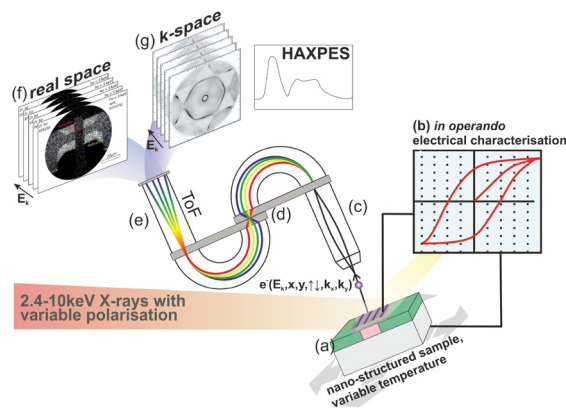 (g) k-space
HAXPES
(f) real space
E_k
E_k
(b) in operando
electrical characterisation
(e)
ToF
(d)
(c)
e⁻(E_k,x,y,↑↓,k_x,k_y)
2.4-10keV X-rays with
variable polarisation
(a)
nano-structured sample,
variable temperature